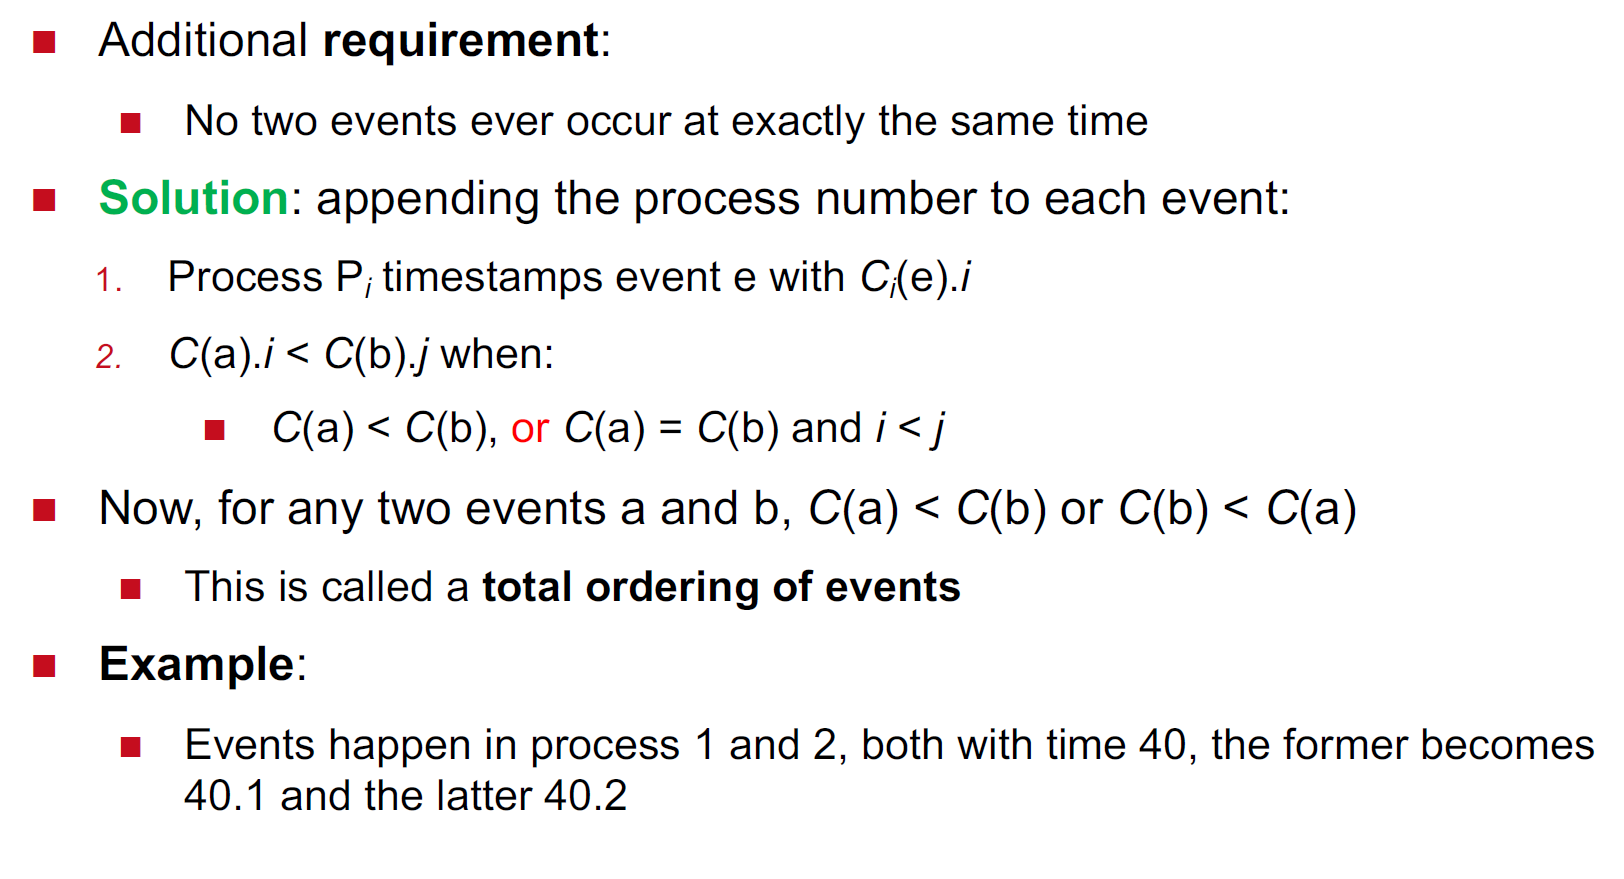 Additional requirement:
No two events ever occur at exactly the same time
Solution: appending the process number to each event:
1. Process Pi timestamps event e with Ci(e).i
2. C(a).i < C(b).j when:
C(a) < C(b), or C(a) = C(b) and i < j
Now, for any two events a and b, C(a) < C(b) or C(b) < C(a)
This is called a total ordering of events
Example:
Events happen in process 1 and 2, both with time 40, the former becomes
40.1 and the latter 40.2